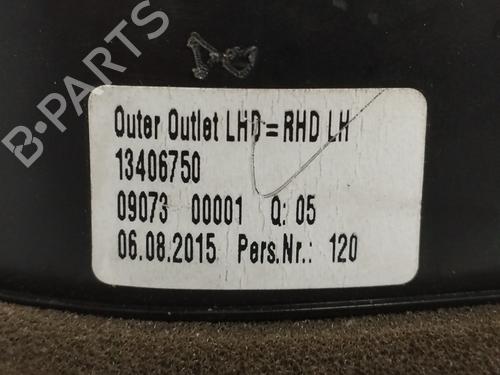 B-PARTS
Outer Outlet LHD = RHD LH
13406750
09073 00001 Q: 05
06.08.2015 Pers.Nr.: 120